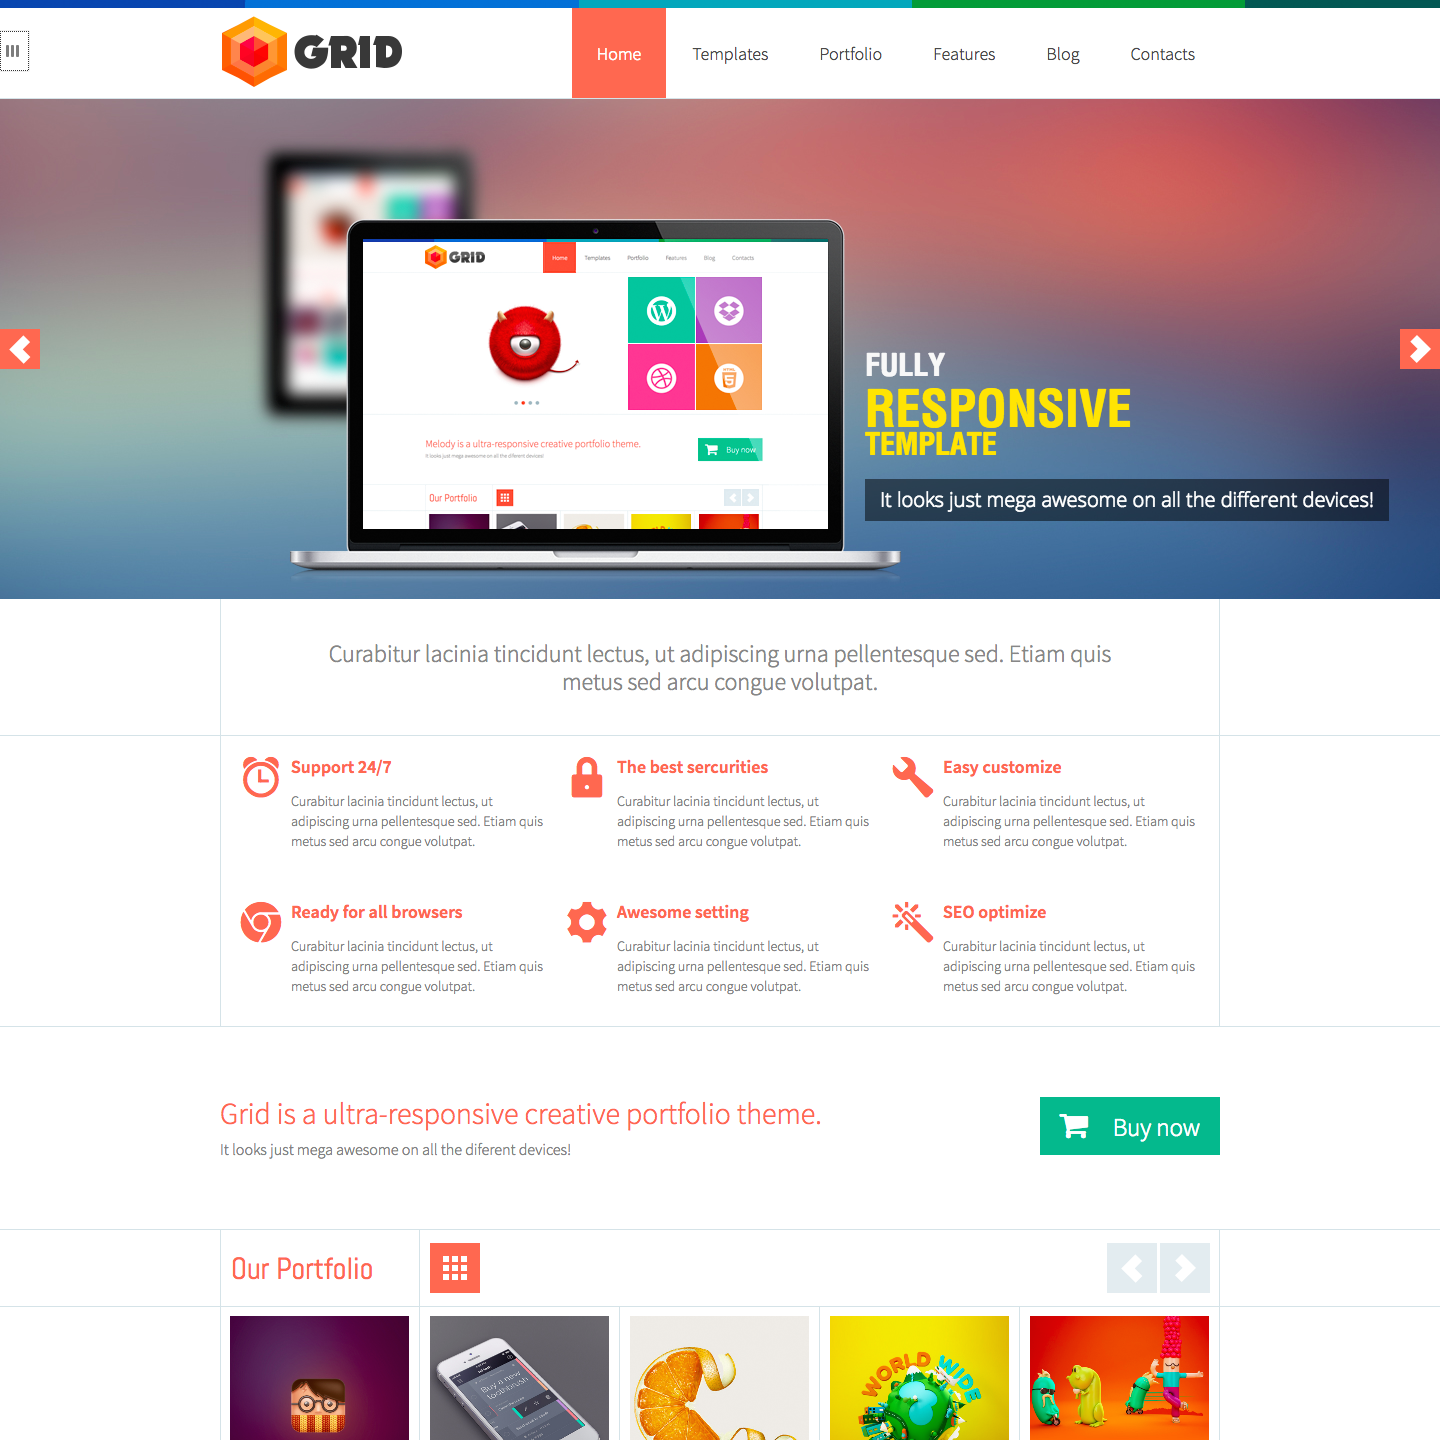 GRID
Home Templates Portfolio Features Blog Contacts
GRID
Home Templates Portfolio Features Blog Contacts
Melody is a ultra-responsive creative portfolio theme.
It looks just mega awesome on all the diferent devices!
Buy now
Our Portfolio
FULLY
RESPONSIVE
TEMPLATE
It looks just mega awesome on all the different devices!
Curabitur lacinia tincidunt lectus, ut adipiscing urna pellentesque sed. Etiam quis
metus sed arcu congue volutpat.
Support 24/7
Curabitur lacinia tincidunt lectus, ut
adipiscing urna pellentesque sed. Etiam quis
metus sed arcu congue volutpat.
The best sercurities
Curabitur lacinia tincidunt lectus, ut
adipiscing urna pellentesque sed. Etiam quis
metus sed arcu congue volutpat.
Easy customize
Curabitur lacinia tincidunt lectus, ut
adipiscing urna pellentesque sed. Etiam quis
metus sed arcu congue volutpat.
Ready for all browsers
Curabitur lacinia tincidunt lectus, ut
adipiscing urna pellentesque sed. Etiam quis
metus sed arcu congue volutpat.
Awesome setting
Curabitur lacinia tincidunt lectus, ut
adipiscing urna pellentesque sed. Etiam quis
metus sed arcu congue volutpat.
SEO optimize
Curabitur lacinia tincidunt lectus, ut
adipiscing urna pellentesque sed. Etiam quis
metus sed arcu congue volutpat.
Grid is a ultra-responsive creative portfolio theme.
It looks just mega awesome on all the diferent devices!
Buy now
Our Portfolio
Buy a new
toothbrush
WORLD WIDE